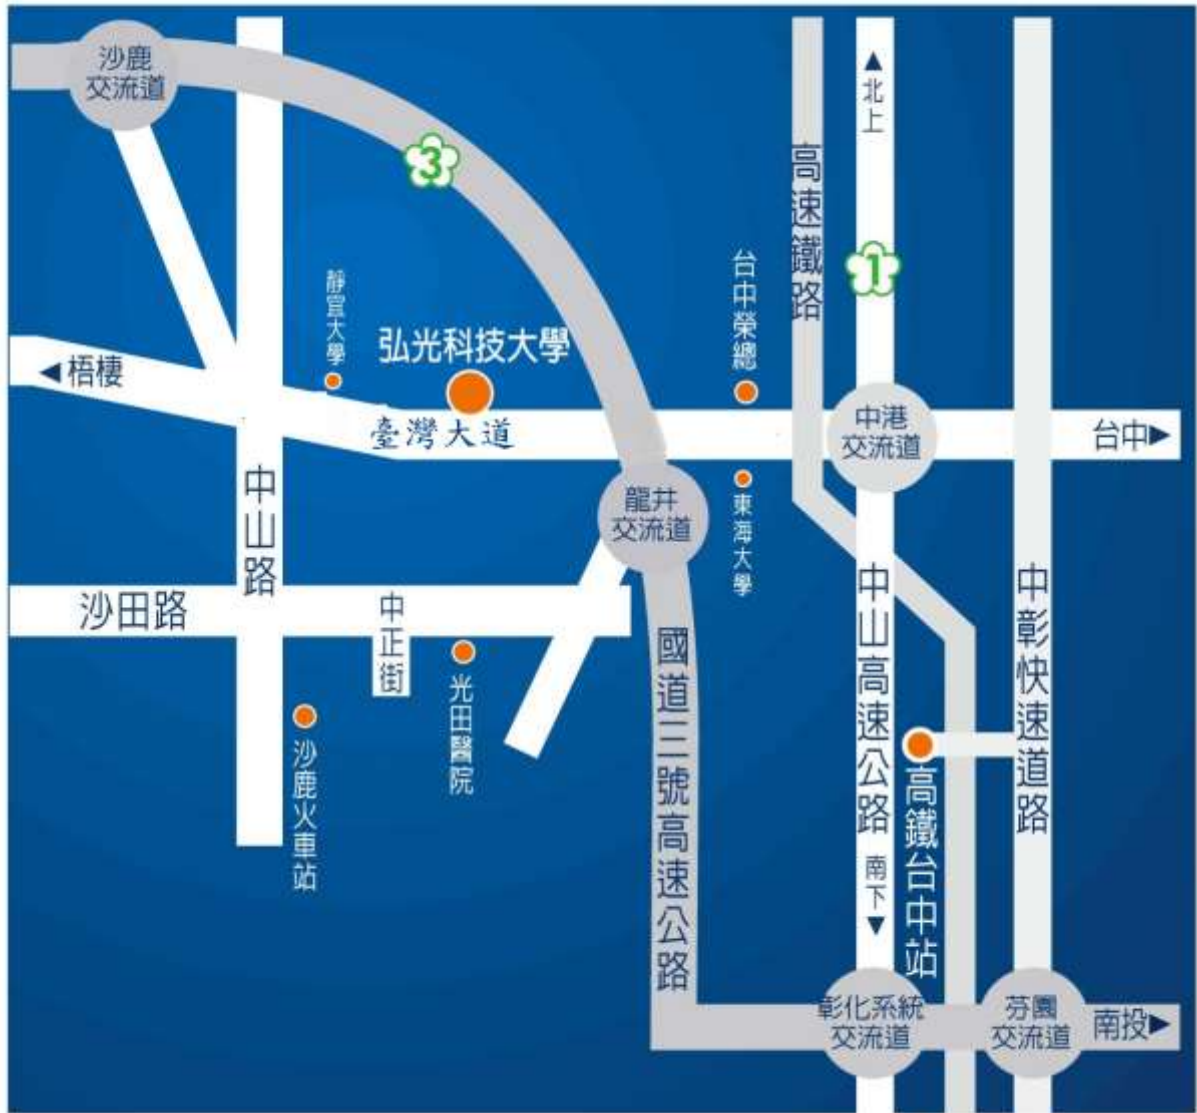 沙鹿
交流道
3
北上
高速鐵路
1
台中榮總
靜宜大學
弘光科技大學
梧棲
臺灣大道
中港
交流道
台中
中山路
龍井
交流道
東海大學
沙田路
中正街
光田醫院
沙鹿火車站
國道三號高速公路
中山高速公路
南下
中彰快速道路
高鐵台中站
彰化系統
交流道
芬園
交流道
南投